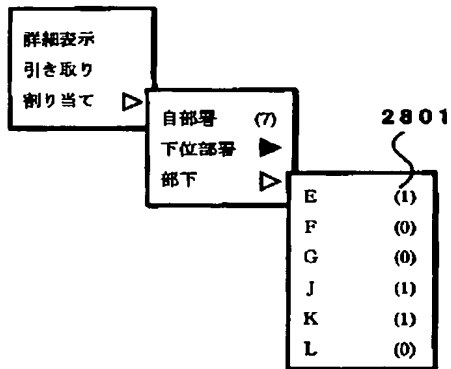 詳細表示
引き取り
割り当て ▷
自部署 (7)
下位部署 ▶
部下 ▷
2801
E (1)
F (0)
G (0)
J (1)
K (1)
L (0)